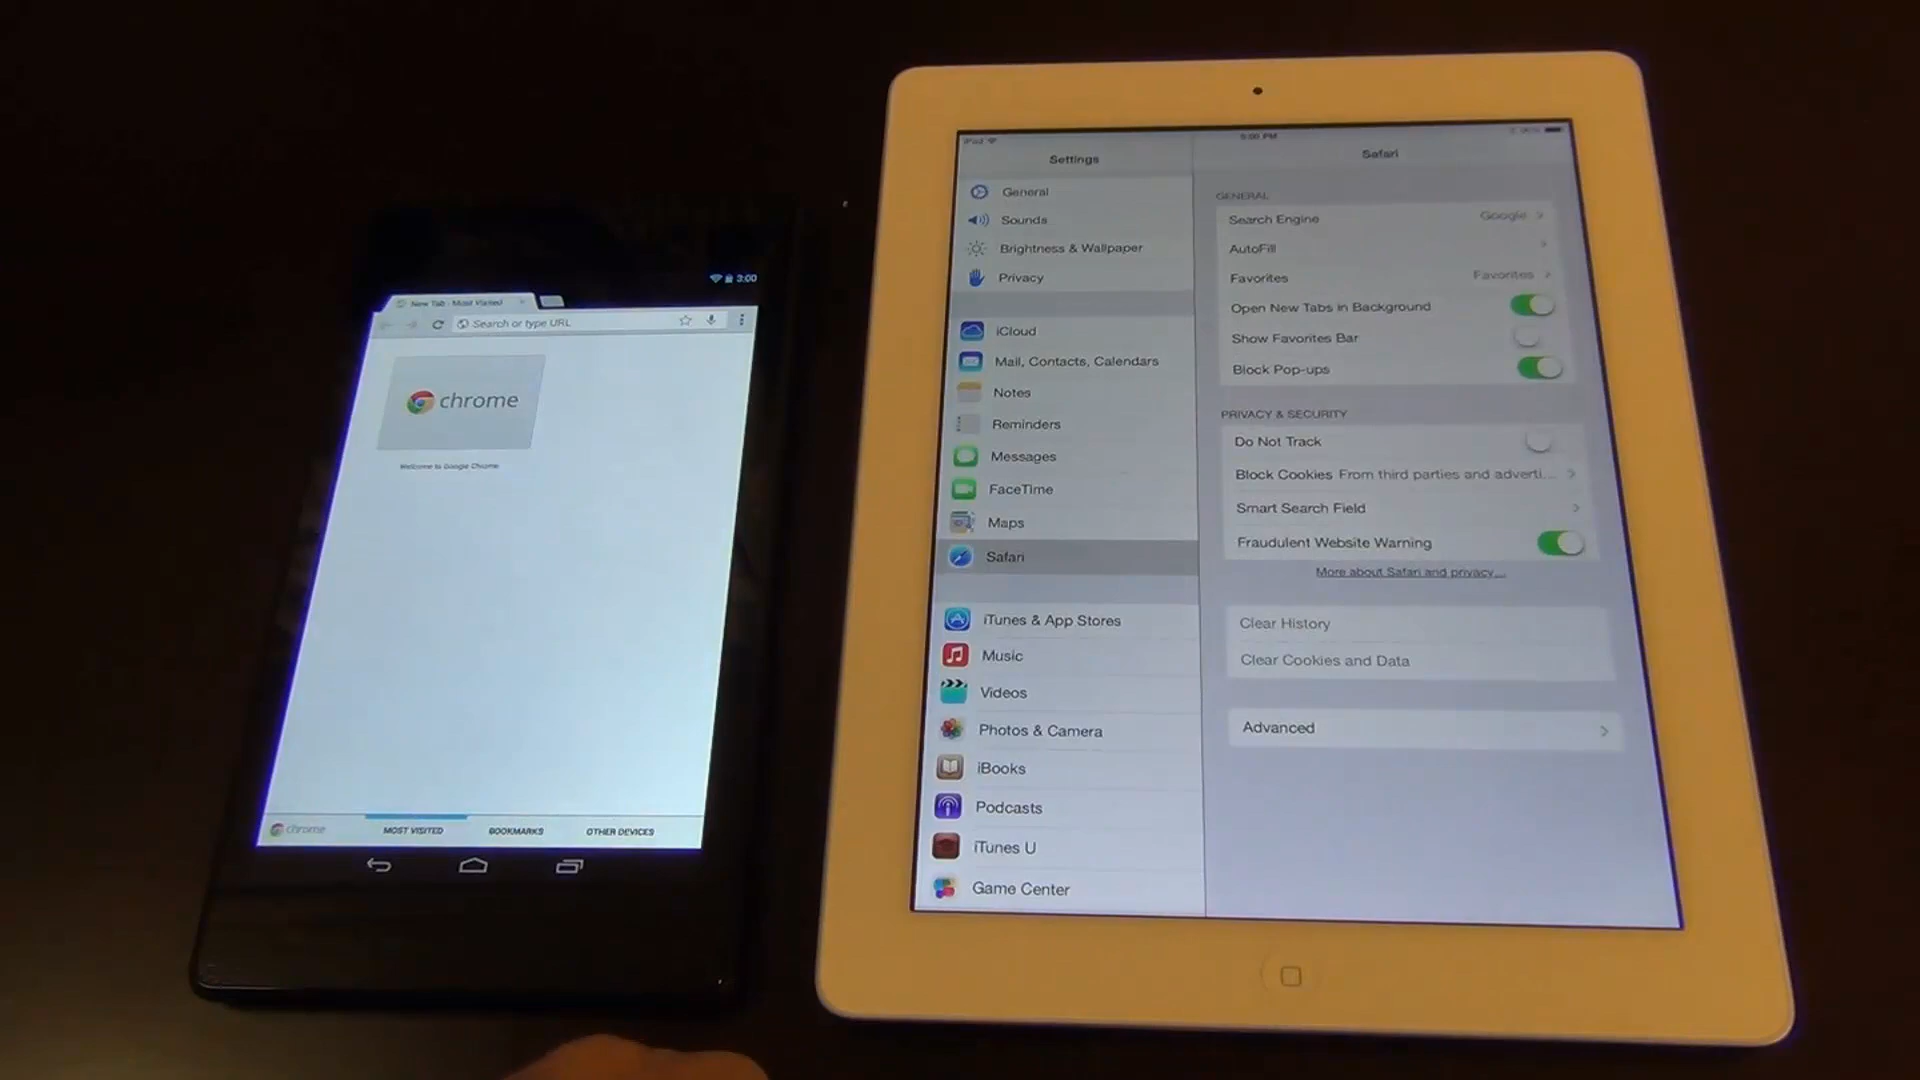 3:00
New Tab - Most Visited
Search or type URL
chrome
Welcome to Google Chrome
chrome
MOST VISITED
BOOKMARKS
OTHER DEVICES
iPad
Settings
General
Sounds
Brightness & Wallpaper
Privacy
iCloud
Mail, Contacts, Calendars
Notes
Reminders
Messages
FaceTime
Maps
Safari
iTunes & App Stores
Music
Videos
Photos & Camera
iBooks
Podcasts
iTunes U
Game Center
Safari
GENERAL
Search Engine Google
AutoFill
Favorites Favorites
Open New Tabs in Background
Show Favorites Bar
Block Pop-ups
PRIVACY & SECURITY
Do Not Track
Block Cookies From third parties and adverti...
Smart Search Field
Fraudulent Website Warning
More about Safari and privacy...
Clear History
Clear Cookies and Data
Advanced